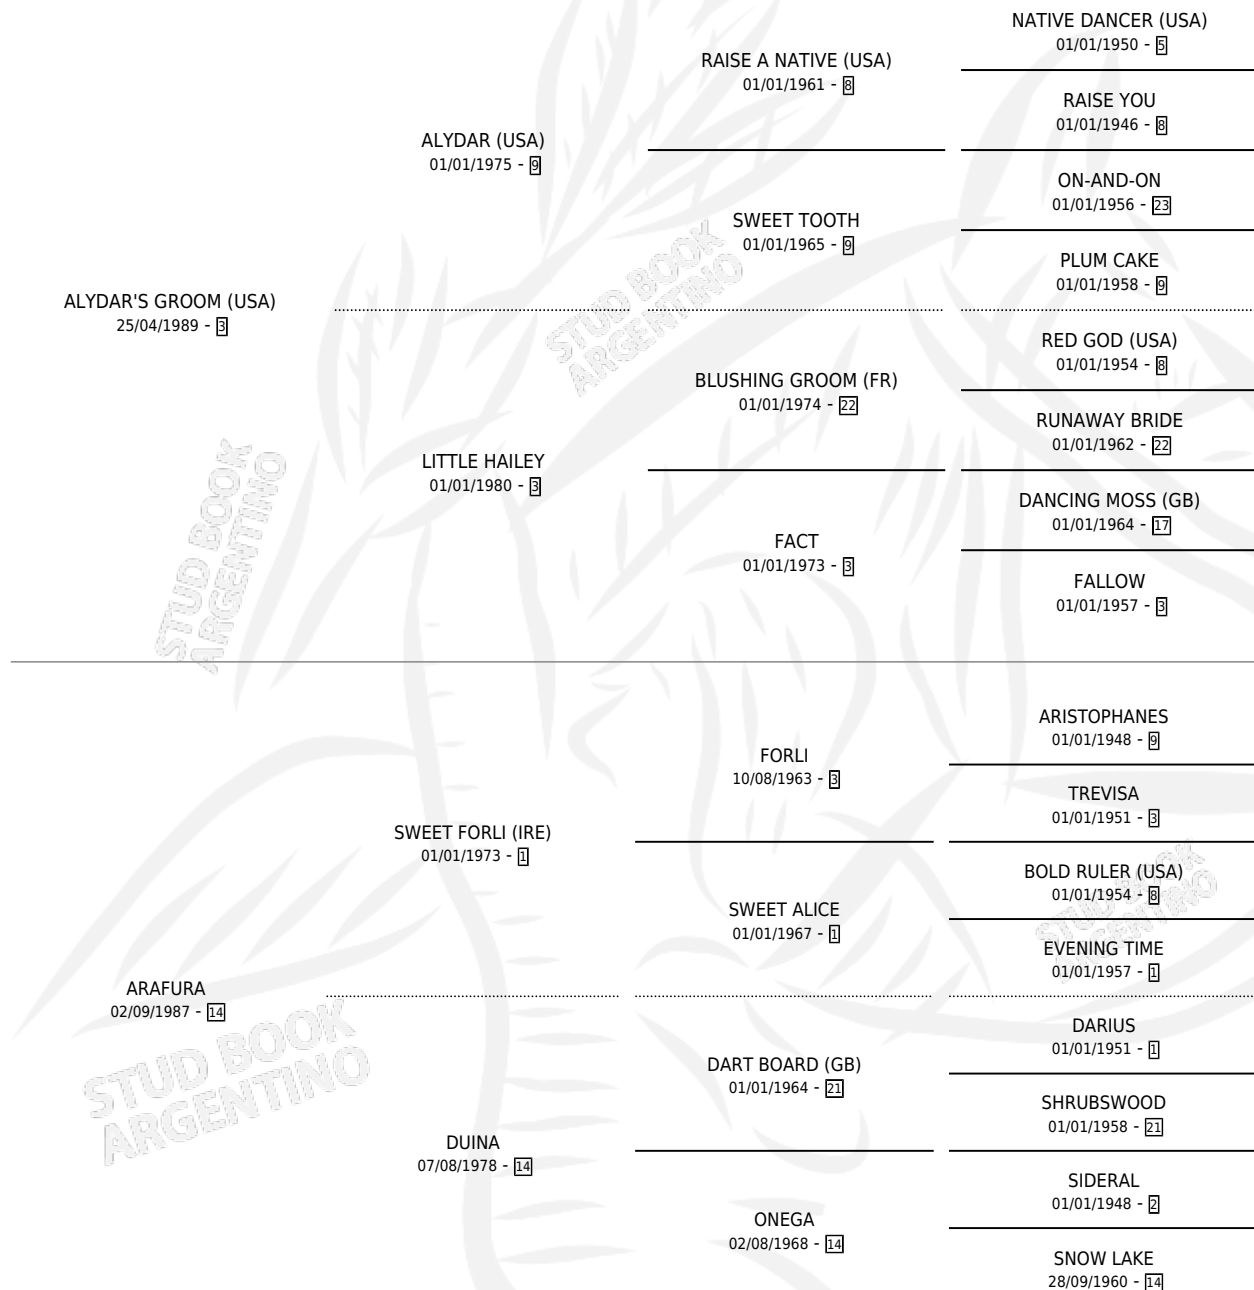 NATIVE DANCER (USA)
01/01/1950 - 5
RAISE A NATIVE (USA)
01/01/1961 - 8
RAISE YOU
01/01/1946 - 8
ALYDAR (USA)
01/01/1975 - 9
ON-AND-ON
01/01/1956 - 23
SWEET TOOTH
01/01/1965 - 9
PLUM CAKE
01/01/1958 - 9
ALYDAR'S GROOM (USA)
25/04/1989 - 3
RED GOD (USA)
01/01/1954 - 8
BLUSHING GROOM (FR)
01/01/1974 - 22
RUNAWAY BRIDE
01/01/1962 - 22
LITTLE HAILEY
01/01/1980 - 3
DANCING MOSS (GB)
01/01/1964 - 17
FACT
01/01/1973 - 3
FALLOW
01/01/1957 - 3
STUD BOOK
ARGENTINO
STUD BOOK
ARGENTINO
ARISTOPHANES
01/01/1948 - 9
FORLI
10/08/1963 - 3
TREVISA
01/01/1951 - 3
SWEET FORLI (IRE)
01/01/1973 - 1
BOLD RULER (USA)
01/01/1954 - 8
SWEET ALICE
01/01/1967 - 1
EVENING TIME
01/01/1957 - 1
STUD BOOK
ARGENTINO
ARAFURA
02/09/1987 - 14
DARIUS
01/01/1951 - 1
DART BOARD (GB)
01/01/1964 - 21
SHRUBSWOOD
01/01/1958 - 21
STUD BOOK
ARGENTINO
DUINA
07/08/1978 - 14
SIDERAL
01/01/1948 - 2
ONEGA
02/08/1968 - 14
SNOW LAKE
28/09/1960 - 14